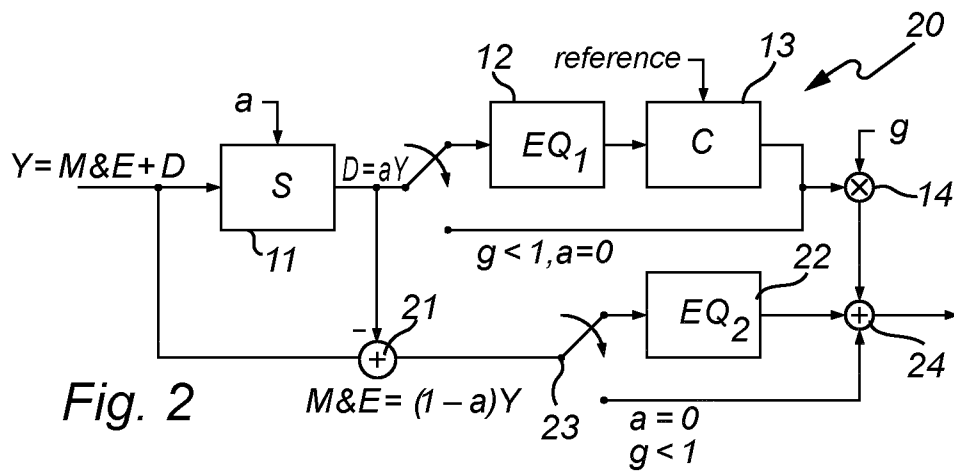 20
12
reference
13
a
g
Y=M&E+D
S
D=aY
EQ1
C
14
11
g<1,a=0
22
21
–
+
EQ2
+
24
Fig. 2
M&E=(1–a)Y
23
a=0
g<1